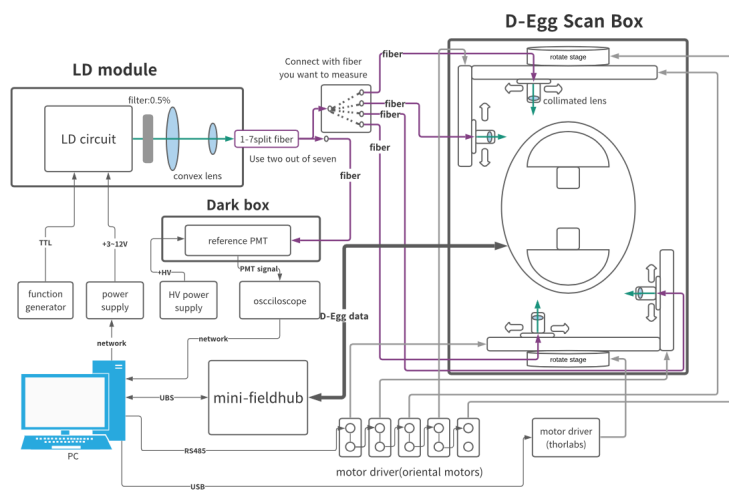 D-Egg Scan Box
LD module
Connect with fiber
you want to measure
fiber
rotate stage
filter:0.5%
LD circuit
convex lens
1-7split fiber
Use two out of seven
fiber
fiber
fiber
fiber
collimated lens
Dark box
reference PMT
TTL
+3~12V
+HV
PMT signal
function
generator
power
supply
HV power
supply
oscciloscope
D-Egg data
network
network
rotate stage
mini-fieldhub
UBS
PC
RS485
motor driver(oriental motors)
motor driver
(thorlabs)
USB